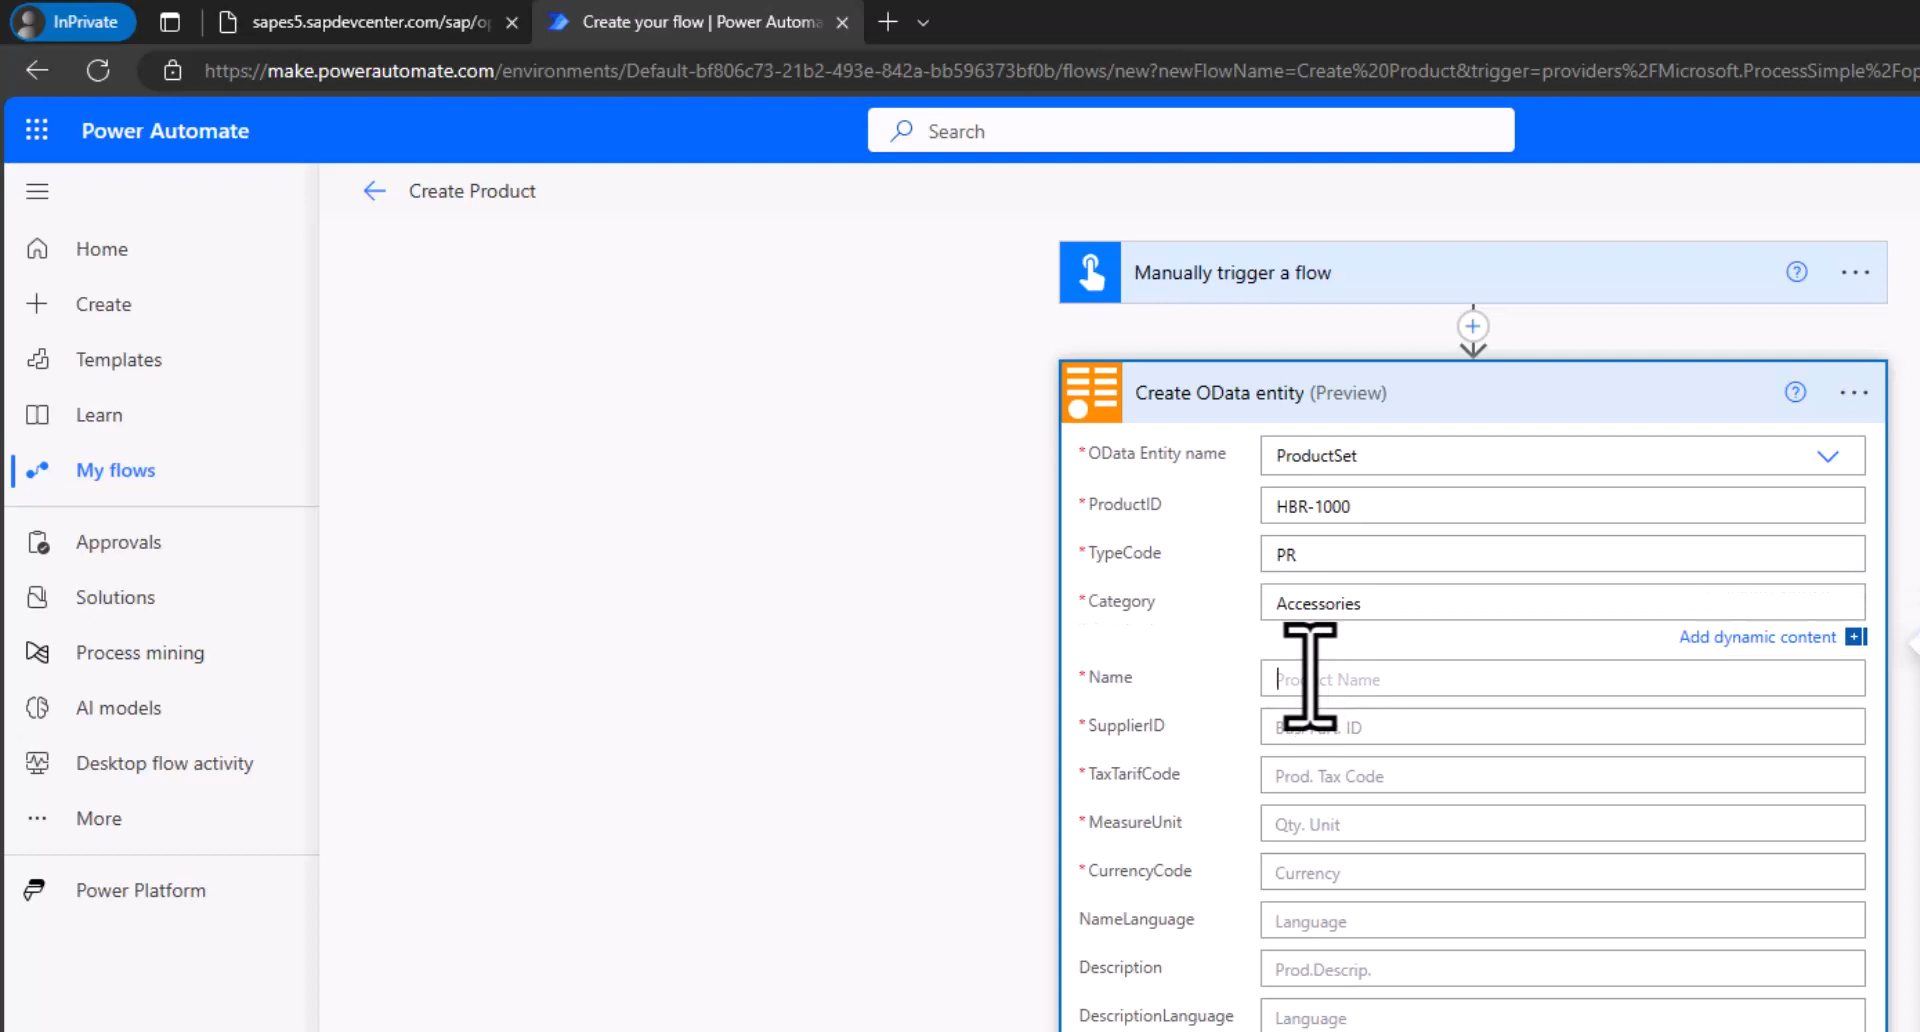 InPrivate
sapes5.sapdevcenter.com/sap/op
Create your flow | Power Automa
https://make.powerautomate.com/environments/Default-bf806c73-21b2-493e-842a-bb596373bf0b/flows/new?newFlowName=Create%20Product&trigger=providers%2FMicrosoft.ProcessSimple%2Fop
Power Automate
Search
Create Product
Home
Create
Templates
Learn
My flows
Approvals
Solutions
Process mining
AI models
Desktop flow activity
More
Power Platform
Manually trigger a flow
Create OData entity (Preview)
* OData Entity name
ProductSet
* ProductID
HBR-1000
* TypeCode
PR
* Category
Accessories
Add dynamic content
* Name
Product Name
* SupplierID
ID
* TaxTarifCode
Prod. Tax Code
* MeasureUnit
Qty. Unit
* CurrencyCode
Currency
NameLanguage
Language
Description
Prod.Descrip.
DescriptionLanguage
Language